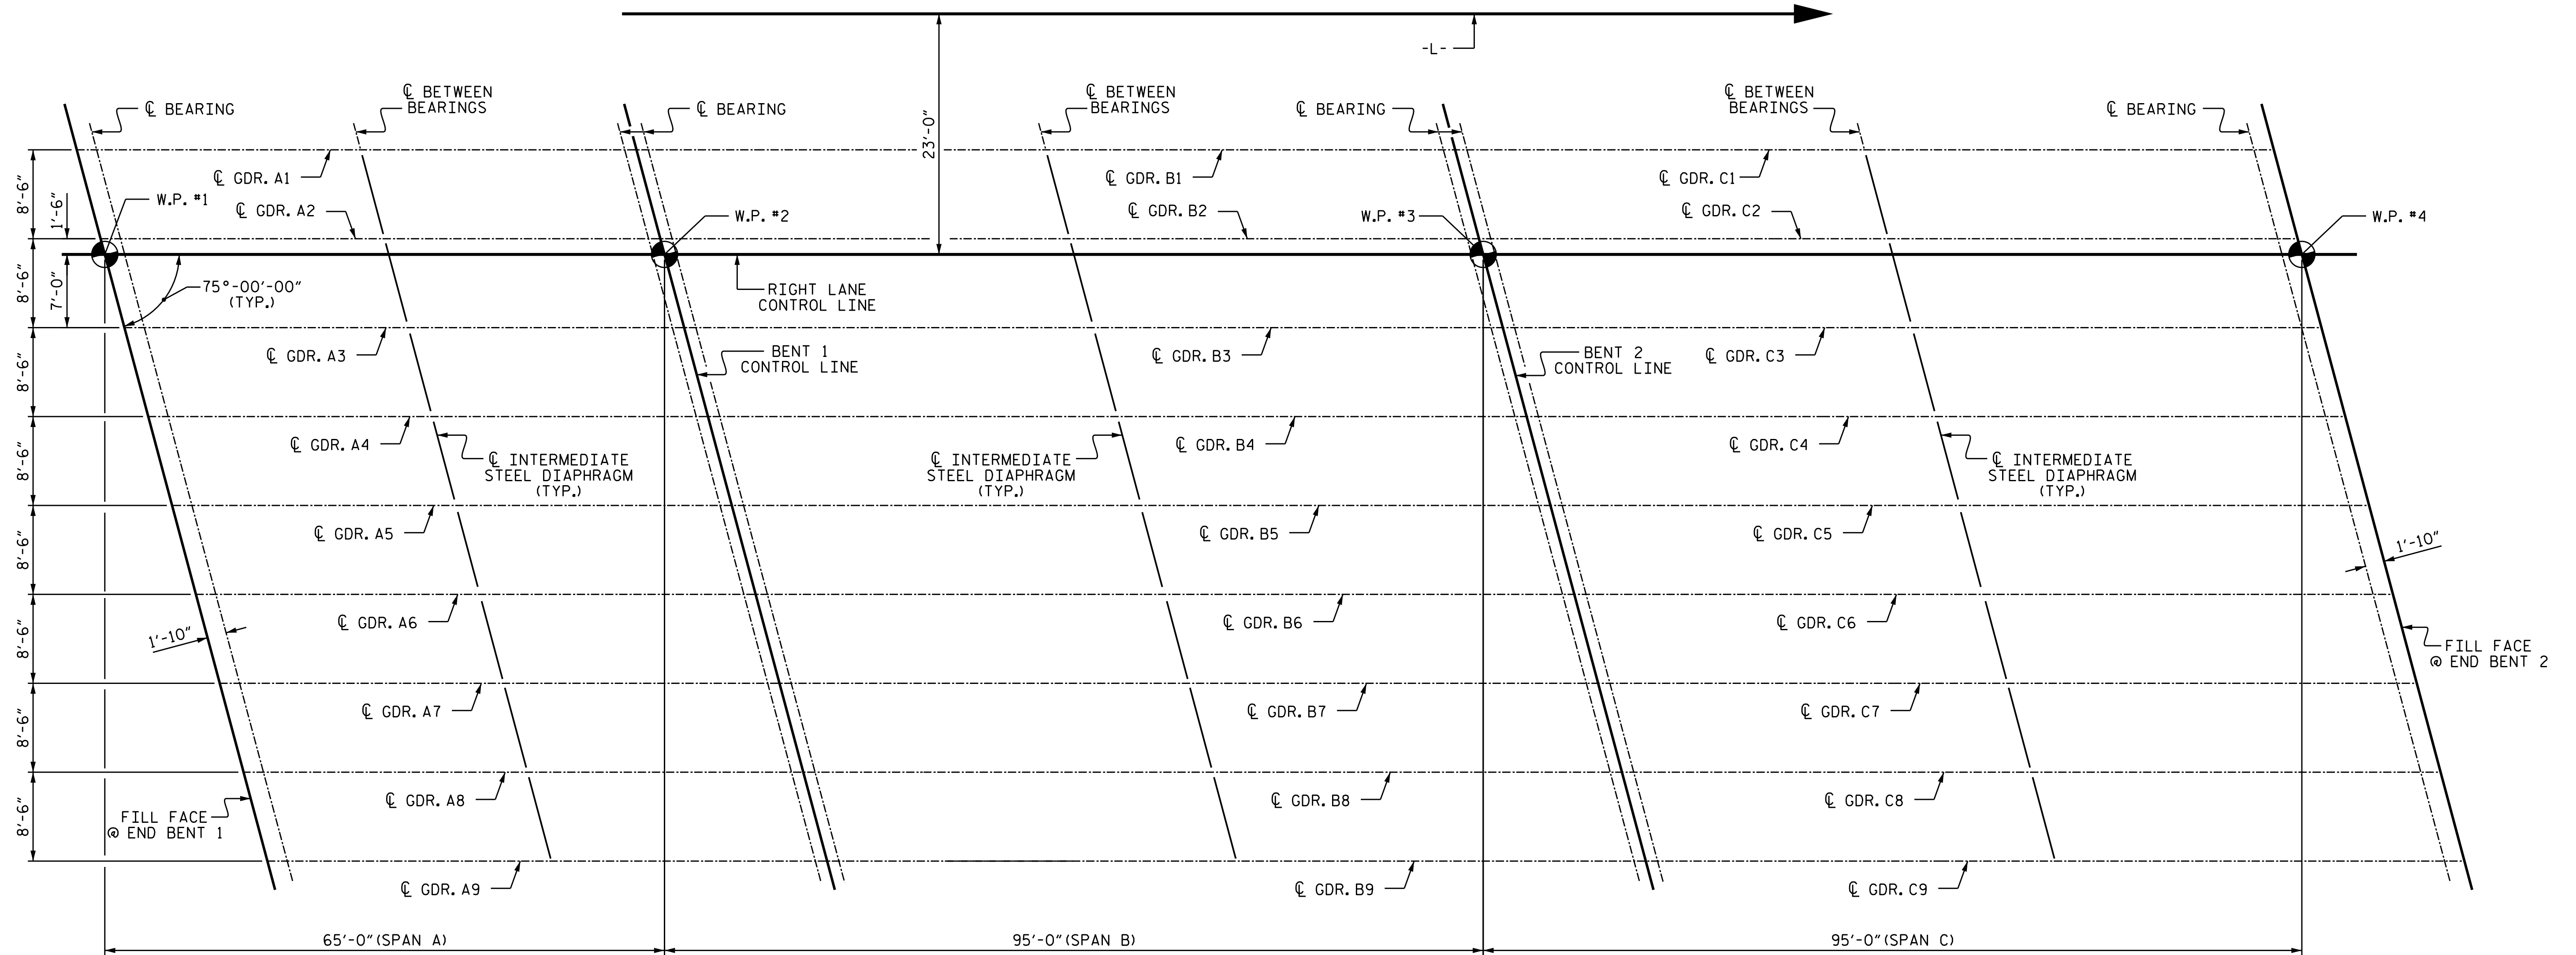 -L-
23'-0"
℄ BEARING
℄ BETWEEN
BEARINGS
℄ BEARING
℄ BETWEEN
BEARINGS
℄ BEARING
℄ BETWEEN
BEARINGS
℄ BEARING
8'-6"
1'-6"
8'-6"
7'-0"
8'-6"
8'-6"
8'-6"
8'-6"
8'-6"
8'-6"
℄ GDR. A1
℄ GDR. B1
℄ GDR. C1
W.P. #1
℄ GDR. A2
W.P. #2
℄ GDR. B2
W.P. #3
℄ GDR. C2
W.P. #4
75°-00'-00"
(TYP.)
RIGHT LANE
CONTROL LINE
℄ GDR. A3
BENT 1
CONTROL LINE
℄ GDR. B3
BENT 2
CONTROL LINE
℄ GDR. C3
℄ GDR. A4
℄ GDR. B4
℄ GDR. C4
℄ INTERMEDIATE
STEEL DIAPHRAGM
(TYP.)
℄ INTERMEDIATE
STEEL DIAPHRAGM
(TYP.)
℄ INTERMEDIATE
STEEL DIAPHRAGM
(TYP.)
℄ GDR. A5
℄ GDR. B5
℄ GDR. C5
1'-10"
℄ GDR. A6
℄ GDR. B6
℄ GDR. C6
1'-10"
FILL FACE
@ END BENT 2
℄ GDR. A7
℄ GDR. B7
℄ GDR. C7
℄ GDR. A8
℄ GDR. B8
℄ GDR. C8
FILL FACE
@ END BENT 1
℄ GDR. A9
℄ GDR. B9
℄ GDR. C9
65'-0"(SPAN A)
95'-0"(SPAN B)
95'-0"(SPAN C)